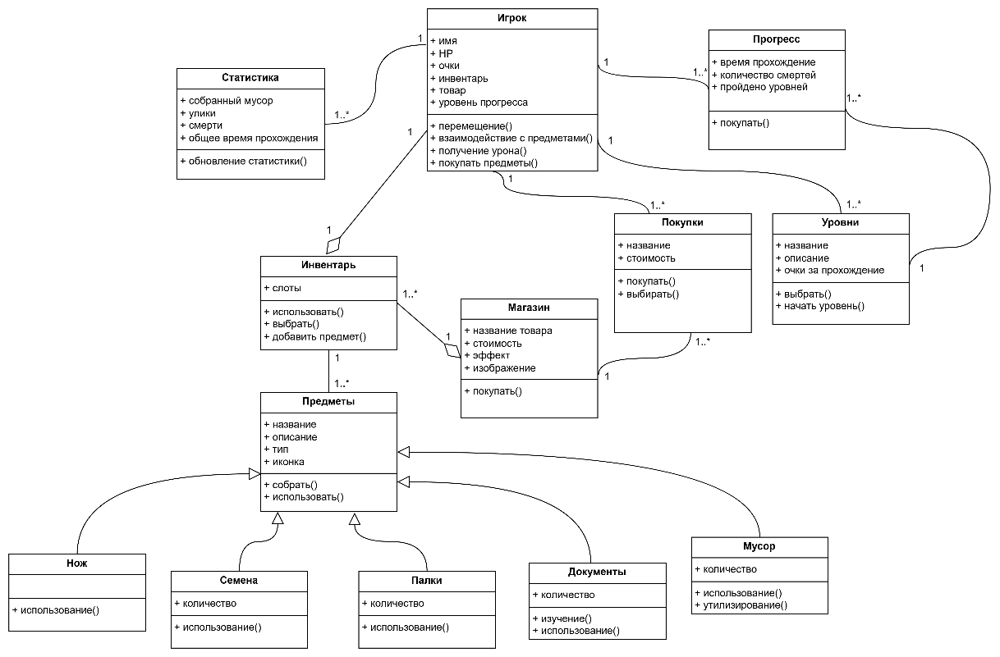 Игрок
+ имя
+ HP
+ очки
+ инвентарь
+ товар
+ уровень прогресса
+ перемещение()
+ взаимодействие с предметами()
+ получение урона()
+ покупать предметы()
Прогресс
+ время прохождение
+ количество смертей
+ пройдено уровней
+ покупать()
Статистика
+ собранный мусор
+ улики
+ смерти
+ общее время прохождения
+ обновление статистики()
1
1..*
1
1..*
1..*
1
1
1
1..*
1..*
1
1
Покупки
+ название
+ стоимость
+ покупать()
+ выбирать()
Уровни
+ название
+ описание
+ очки за прохождение
+ выбрать()
+ начать уровень()
Инвентарь
+ слоты
+ использовать()
+ выбрать()
+ добавить предмет()
1..*
1
Магазин
+ название товара
+ стоимость
+ эффект
+ изображение
+ покупать()
1..*
1
1
1..*
Предметы
+ название
+ описание
+ тип
+ иконка
+ собрать()
+ использовать()
Нож
+ использование()
Семена
+ количество
+ использование()
Палки
+ количество
+ использование()
Документы
+ количество
+ изучение()
+ использование()
Мусор
+ количество
+ использование()
+ утилизирование()